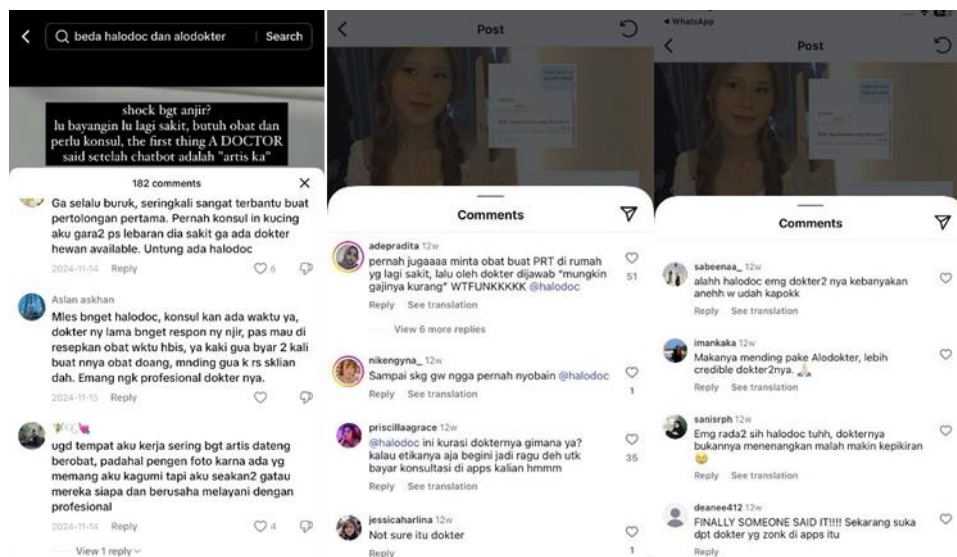 beda halodoc dan alodokter
Search
shock bgt anjir?
lu bayangin lu lagi sakit, butuh obat dan
perlu konsul, the first thing A DOCTOR
said setelah chatbot adalah "artis ka"
182 comments
Ga selalu buruk, seringkali sangat terbantu buat
pertolongan pertama. Pernah konsul in kucing
aku gara2 ps lebaran dia sakit ga ada dokter
hewan available. Untung ada halodoc
2024-11-14 Reply 6
Aslan askhan
Mles bnget halodoc, konsul kan ada waktu ya,
dokter ny lama bnget respon ny njir, pas mau di
resepkan obat wktu hbis, ya kaki gua byar 2 kali
buat nnya obat doang, mnding gua k rs sklian
dah. Emang ngk profesional dokter nya.
2024-11-15 Reply
ugd tempat aku kerja sering bgt artis dateng
berobat, padahal pengen foto karna ada yg
memang aku kagumi tapi aku seakan2 gatau
mereka siapa dan berusaha melayani dengan
profesional
2024-11-14 Reply 4
View 1 reply
Post
Comments
adepradita 12w
pernah jugaaaa minta obat buat PRT di rumah
yg lagi sakit, lalu oleh dokter dijawab "mungkin
gajinya kurang" WTFUNKKKKK @halodoc
51
Reply See translation
View 6 more replies
nikengyna_ 12w
Sampai skg gw ngga pernah nyobain @halodoc
1
Reply See translation
priscillaagrace 12w
@halodoc ini kurasi dokternya gimana ya?
kalau etikanya aja begini jadi ragu deh utk
bayar konsultasi di apps kalian hmmm
35
Reply See translation
jessicaharlina 12w
Not sure itu dokter
1
Reply
WhatsApp
Post
Comments
sabeenaa_ 12w
alahh halodoc emg dokter2 nya kebanyakan
anehh w udah kapokk
Reply See translation
imankaka 12w
Makanya mending pake Alodokter, lebih
credible dokter2nya. 🙏🏻
Reply See translation
sanisrph 12w
Emg rada2 sih halodoc tuhh, dokternya
bukannya menenangkan malah makin kepikiran
😢
Reply See translation
deanee412 12w
FINALLY SOMEONE SAID IT!!!! Sekarang suka
dpt dokter yg zonk di apps itu
Reply